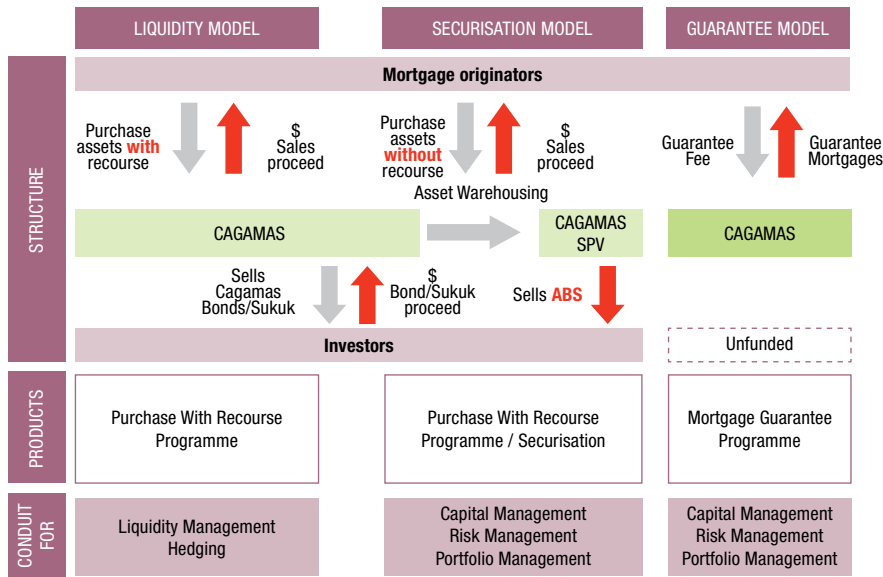 LIQUIDITY MODEL
SECURISATION MODEL
GUARANTEE MODEL
STRUCTURE
Mortgage originators
Purchase
assets with
recourse
$
Sales
proceed
Purchase
assets
without
recourse
$
Sales
proceed
Guarantee
Fee
Guarantee
Mortgages
Asset Warehousing
CAGAMAS
CAGAMAS
SPV
CAGAMAS
Sells
Cagamas
Bonds/Sukuk
$
Bond/Sukuk
proceed
Sells ABS
Investors
Unfunded
PRODUCTS
Purchase With Recourse
Programme
Purchase With Recourse
Programme / Securisation
Mortgage Guarantee
Programme
CONDUIT
FOR
Liquidity Management
Hedging
Capital Management
Risk Management
Portfolio Management
Capital Management
Risk Management
Portfolio Management